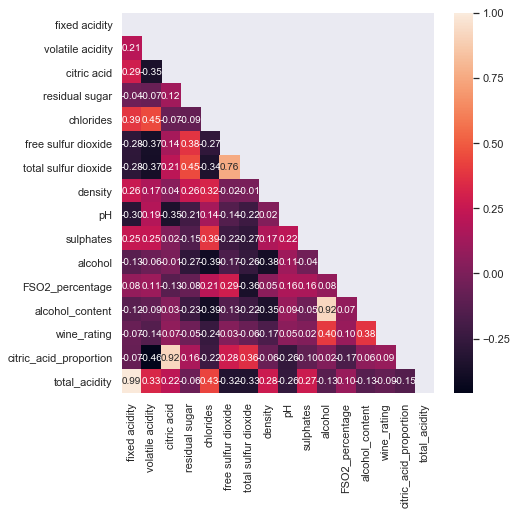 fixed acidity
volatile acidity 0.21
citric acid 0.29 -0.35
residual sugar -0.04 -0.07 0.12
chlorides 0.39 0.45 -0.07 -0.09
free sulfur dioxide -0.28 -0.37 0.14 0.38 -0.27
total sulfur dioxide -0.28 -0.37 0.21 0.45 -0.34 0.76
density 0.26 0.17 0.04 0.26 0.32 -0.02 -0.01
pH -0.30 0.19 -0.35 -0.21 0.14 -0.14 -0.22 0.02
sulphates 0.25 0.25 0.02 -0.15 0.39 -0.22 -0.27 0.17 0.22
alcohol -0.13 -0.06 0.01 -0.27 -0.39 -0.17 -0.26 -0.38 0.11 -0.04
FSO2_percentage 0.08 0.11 -0.13 -0.08 0.21 0.29 -0.36 0.05 0.16 0.16 0.08
alcohol_content -0.12 -0.09 0.03 -0.23 -0.39 -0.13 -0.22 -0.35 0.09 -0.05 0.92 0.07
wine_rating -0.07 -0.14 0.07 -0.05 -0.24 -0.03 -0.06 -0.17 0.05 0.02 0.40 0.10 0.38
citric_acid_proportion -0.07 -0.46 0.92 0.16 -0.22 0.28 0.36 -0.06 -0.26 -0.10 0.02 -0.17 0.06 0.09
total_acidity 0.99 0.33 0.22 -0.06 0.43 -0.32 -0.33 0.28 -0.26 0.27 -0.13 0.10 -0.13 -0.09 -0.15
fixed acidity
volatile acidity
citric acid
residual sugar
chlorides
free sulfur dioxide
total sulfur dioxide
density
pH
sulphates
alcohol
FSO2_percentage
alcohol_content
wine_rating
citric_acid_proportion
total_acidity
1.00
0.75
0.50
0.25
0.00
−0.25